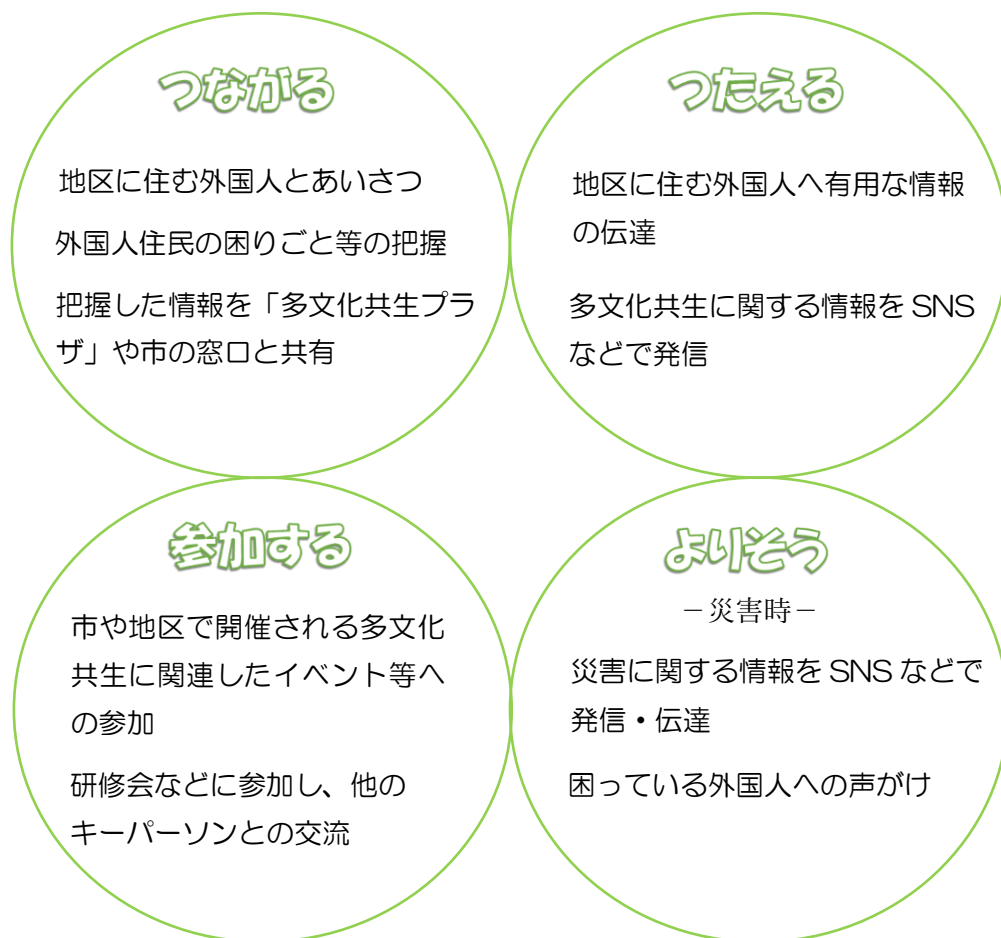 つながる
地区に住む外国人とあいさつ
外国人住民の困りごと等の把握
把握した情報を「多文化共生プラ
ザ」や市の窓口と共有
つたえる
地区に住む外国人へ有用な情報
の伝達
多文化共生に関する情報を SNS
などで発信
参加する
市や地区で開催される多文化
共生に関連したイベント等へ
の参加
研修会などに参加し、他の
キーパーソンとの交流
よりそう
－災害時－
災害に関する情報を SNS などで
発信・伝達
困っている外国人への声がけ